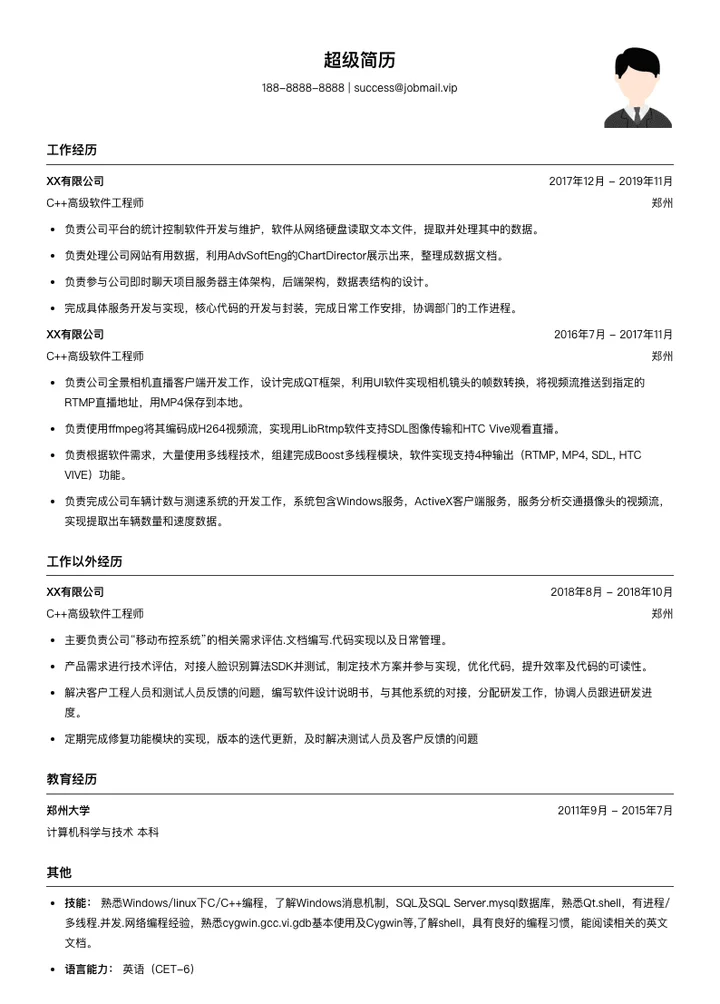 超级简历
188-8888-8888 | success@jobmail.vip
工作经历
XX有限公司 2017年12月 - 2019年11月
C++高级软件工程师 郑州
• 负责公司平台的统计控制软件开发与维护，软件从网络硬盘读取文本文件，提取并处理其中的数据。
• 负责处理公司网站有用数据，利用AdvSoftEng的ChartDirector展示出来，整理成数据文档。
• 负责参与公司即时聊天项目服务器主体架构，后端架构，数据表结构的设计。
• 完成具体服务开发与实现，核心代码的开发与封装，完成日常工作安排，协调部门的工作进程。
XX有限公司 2016年7月 - 2017年11月
C++高级软件工程师 郑州
• 负责公司全景相机直播客户端开发工作，设计完成QT框架，利用UI软件实现相机镜头的帧数转换，将视频流推送到指定的
RTMP直播地址，用MP4保存到本地。
• 负责使用ffmpeg将其编码成H264视频流，实现用LibRtmp软件支持SDL图像传输和HTC Vive观看直播。
• 负责根据软件需求，大量使用多线程技术，组建完成Boost多线程模块，软件实现支持4种输出（RTMP, MP4, SDL, HTC
VIVE）功能。
• 负责完成公司车辆计数与测速系统的开发工作，系统包含Windows服务，ActiveX客户端服务，服务分析交通摄像头的视频流，
实现提取出车辆数量和速度数据。
工作以外经历
XX有限公司 2018年8月 - 2018年10月
C++高级软件工程师 郑州
• 主要负责公司“移动布控系统”的相关需求评估.文档编写.代码实现以及日常管理。
• 产品需求进行技术评估，对接人脸识别算法SDK并测试，制定技术方案并参与实现，优化代码，提升效率及代码的可读性。
• 解决客户工程人员和测试人员反馈的问题，编写软件设计说明书，与其他系统的对接，分配研发工作，协调人员跟进研发进
度。
• 定期完成修复功能模块的实现，版本的迭代更新，及时解决测试人员及客户反馈的问题
教育经历
郑州大学 2011年9月 - 2015年7月
计算机科学与技术 本科
其他
• 技能： 熟悉Windows/linux下C/C++编程，了解Windows消息机制，SQL及SQL Server.mysql数据库，熟悉Qt.shell，有进程/
多线程.并发.网络编程经验，熟悉cygwin.gcc.vi.gdb基本使用及Cygwin等,了解shell，具有良好的编程习惯，能阅读相关的英文
文档。
• 语言能力： 英语（CET-6）